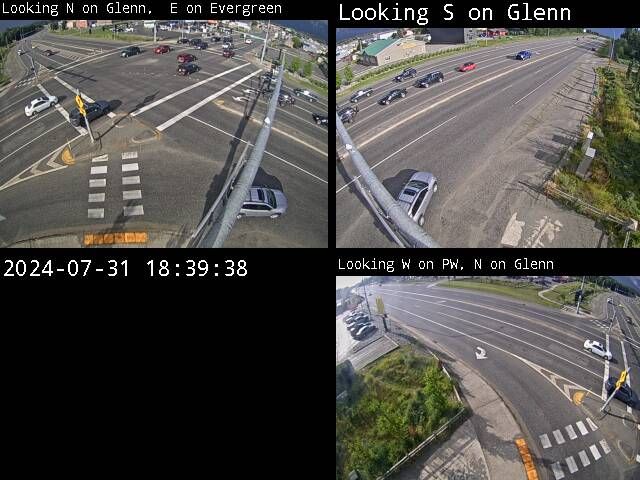 Looking N on Glenn, E on Evergreen
Looking S on Glenn
2024-07-31 18:39:38
Looking W on PW, N on Glenn